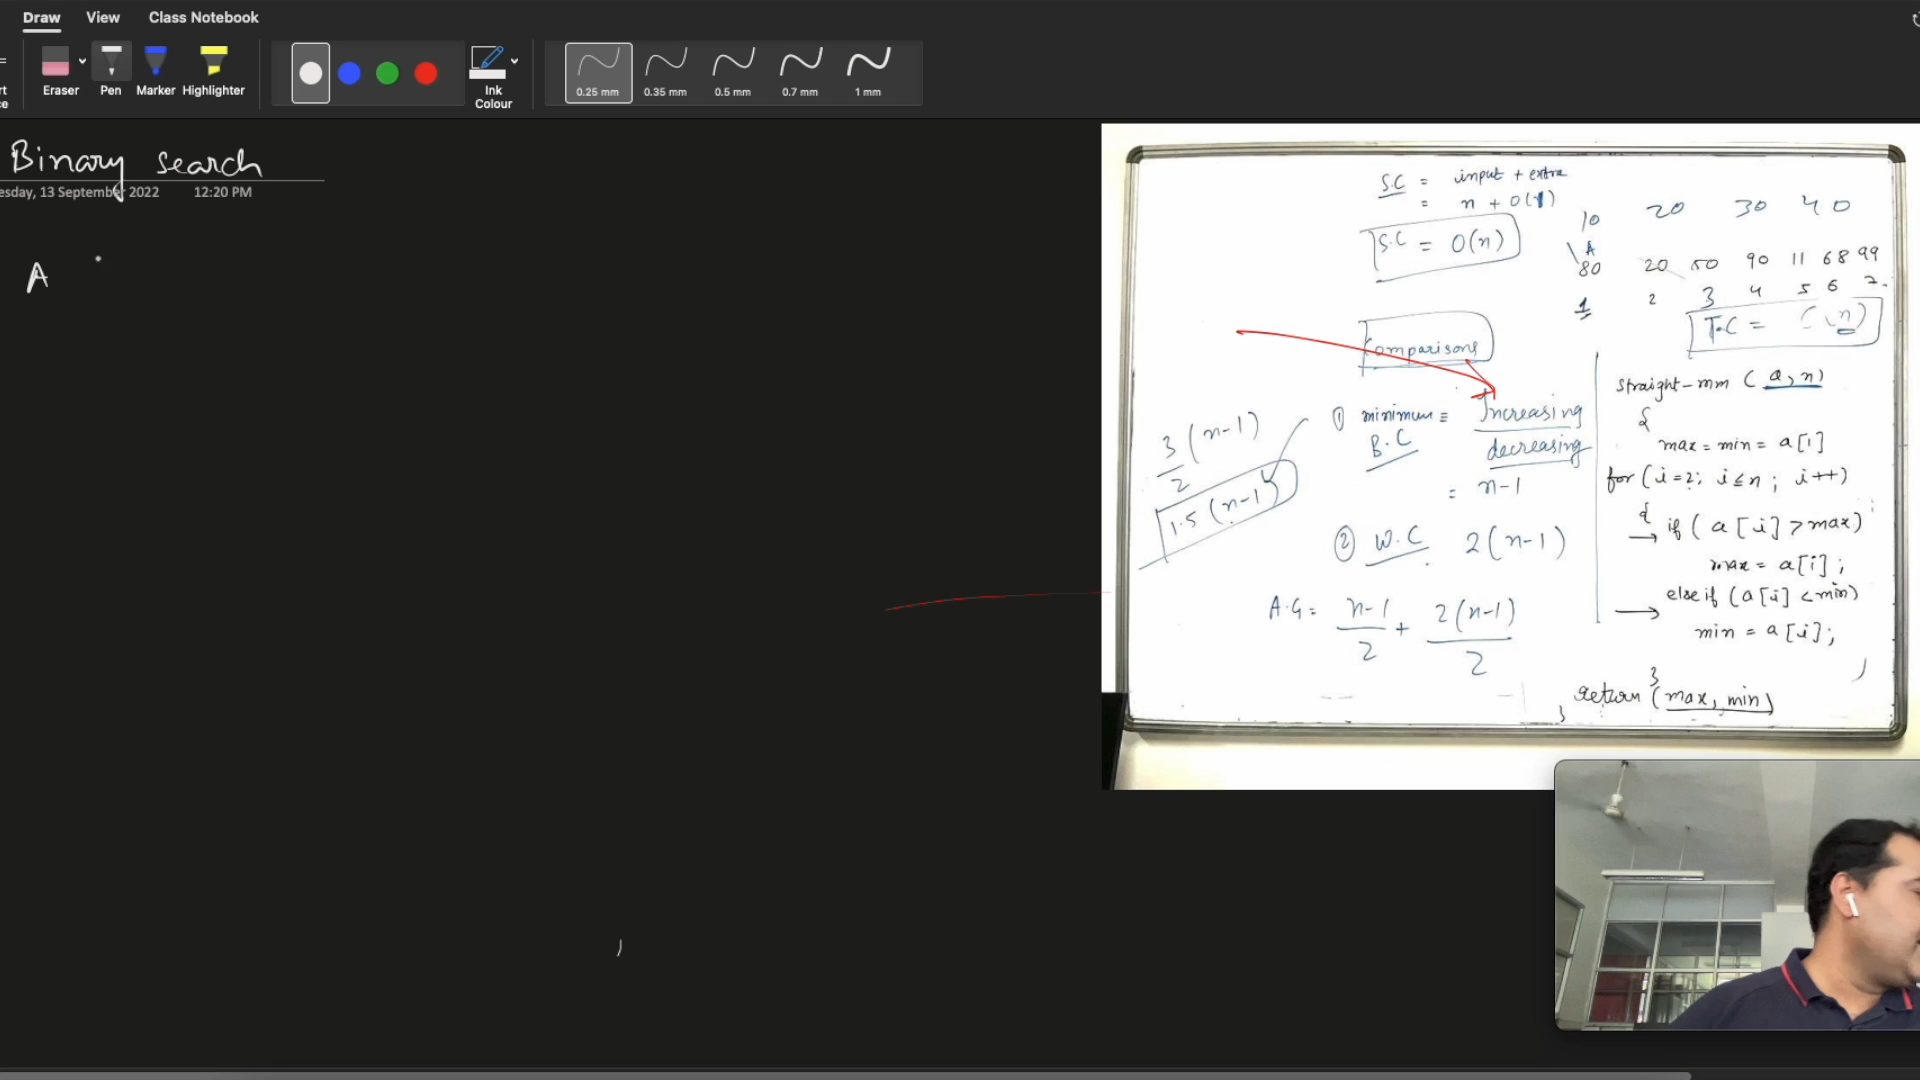 Draw View Class Notebook
Eraser Pen Marker Highlighter Ink Colour 0.25 mm 0.35 mm 0.5 mm 0.7 mm 1 mm
Binary search
esday, 13 September 2022 12:20 PM
A
S.C = input + extra
= n + O(1)
S.C = O(n)
10 20 30 40
A
80 20 50 90 11 68 99
1 2 3 4 5 6 7
T.C = (n)
Comparisons
① minimum = Increasing
B.C decreasing
= n-1
3/2 (n-1)
1.5 (n-1)
② W.C 2(n-1)
A.G = n-1/2 + 2(n-1)/2
straight-mm (a, n)
{
max = min = a[1]
for (i=2; i≤n; i++)
{
→ if (a[i] > max)
max = a[i];
→ else if (a[i] < min)
min = a[i];
}
return (max, min)